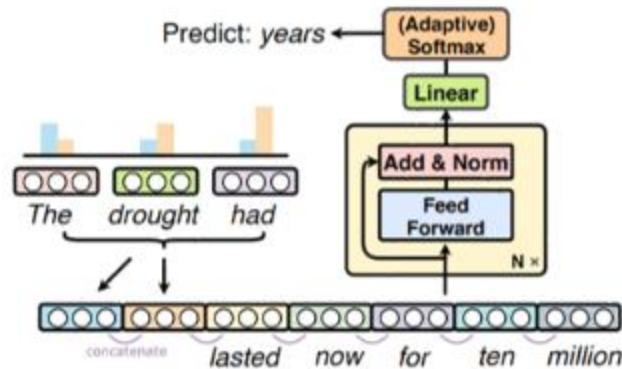 Predict: years
(Adaptive)
Softmax
Linear
Add & Norm
Feed
Forward
N ×
The drought had
concatenate
lasted now for ten million